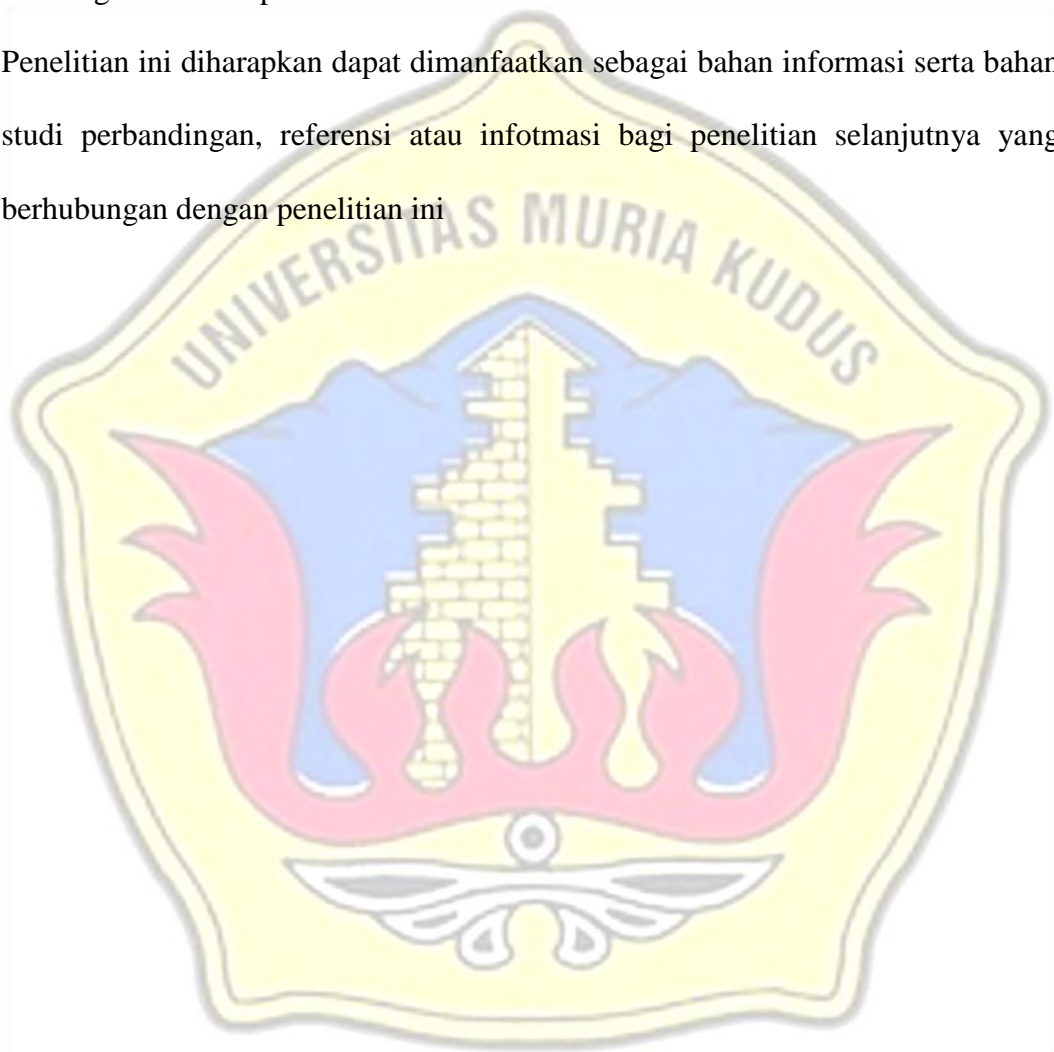 Penelitian ini diharapkan dapat dimanfaatkan sebagai bahan informasi serta bahan
studi perbandingan, referensi atau infotmasi bagi penelitian selanjutnya yang
berhubungan dengan penelitian ini
UNIVERSITAS MURIA KUDUS